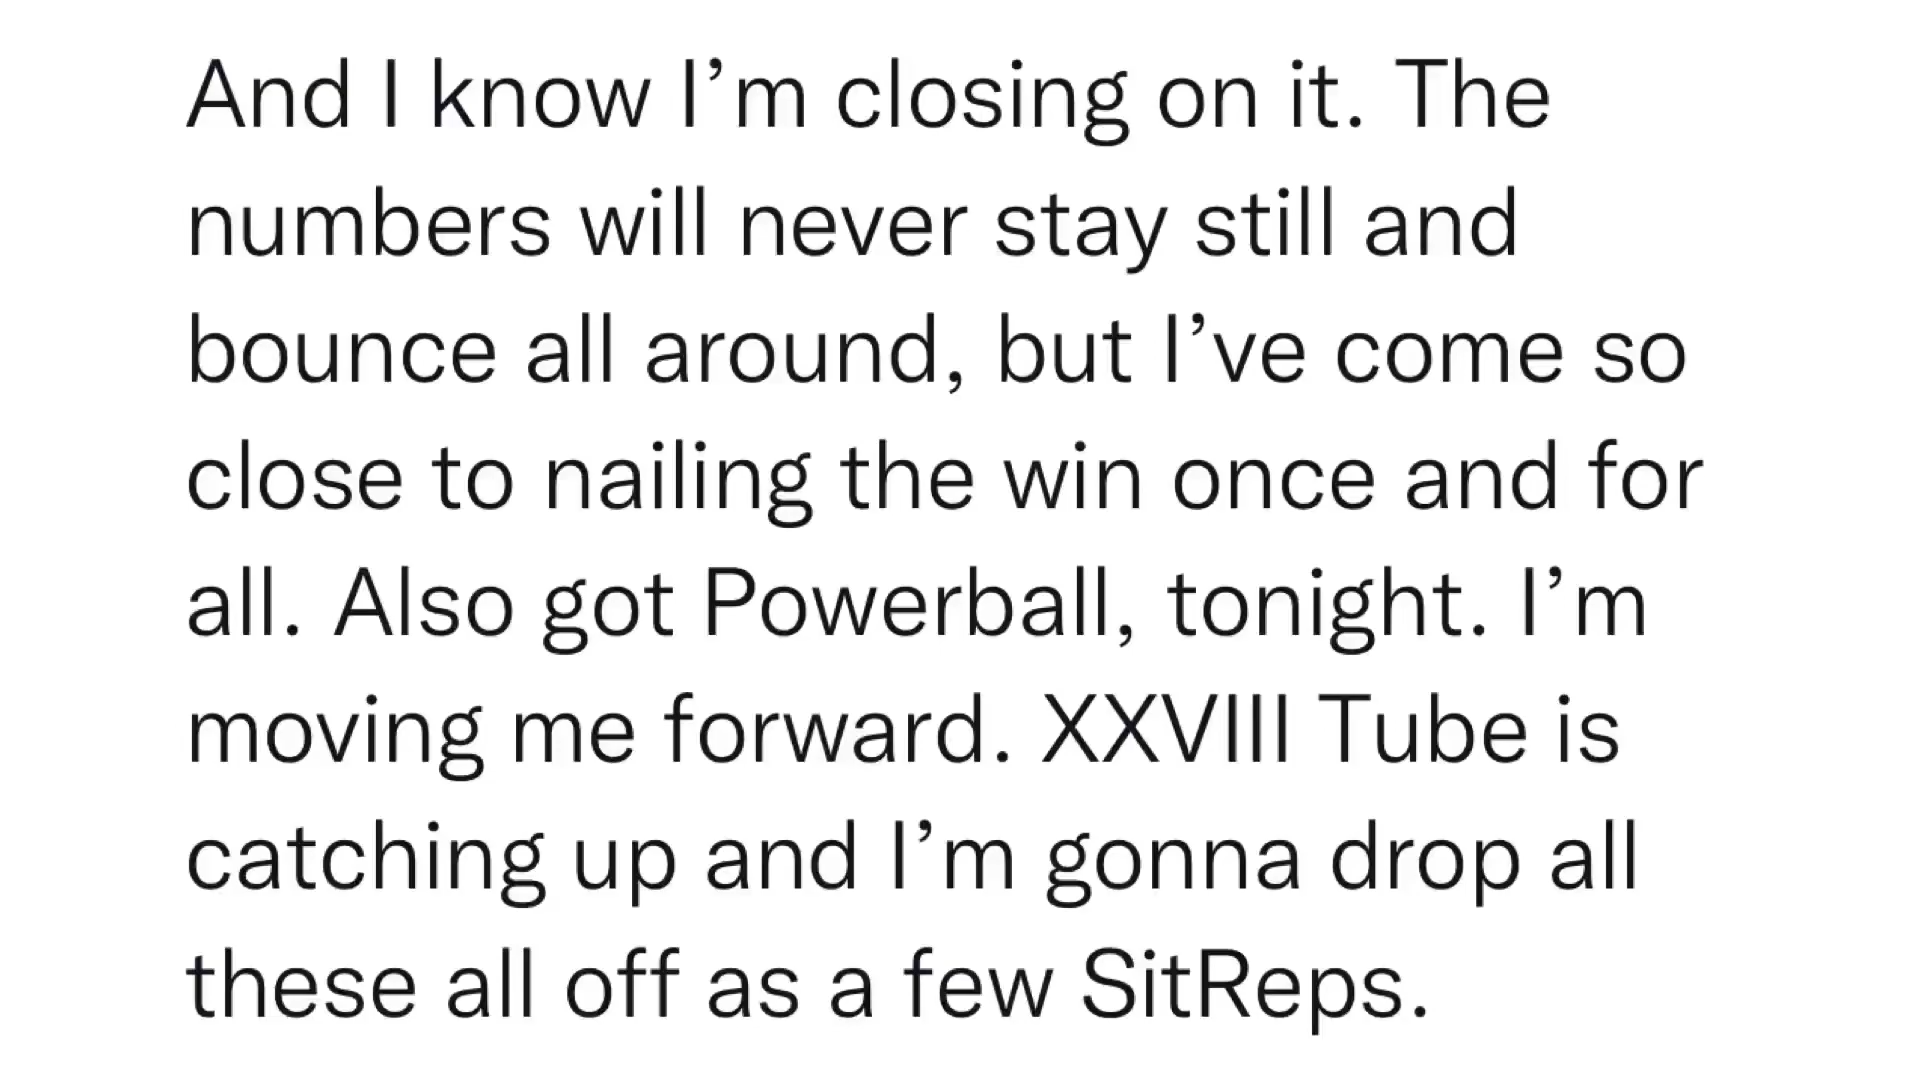 And I know I’m closing on it. The
numbers will never stay still and
bounce all around, but I’ve come so
close to nailing the win once and for
all. Also got Powerball, tonight. I’m
moving me forward. XXVIII Tube is
catching up and I’m gonna drop all
these all off as a few SitReps.